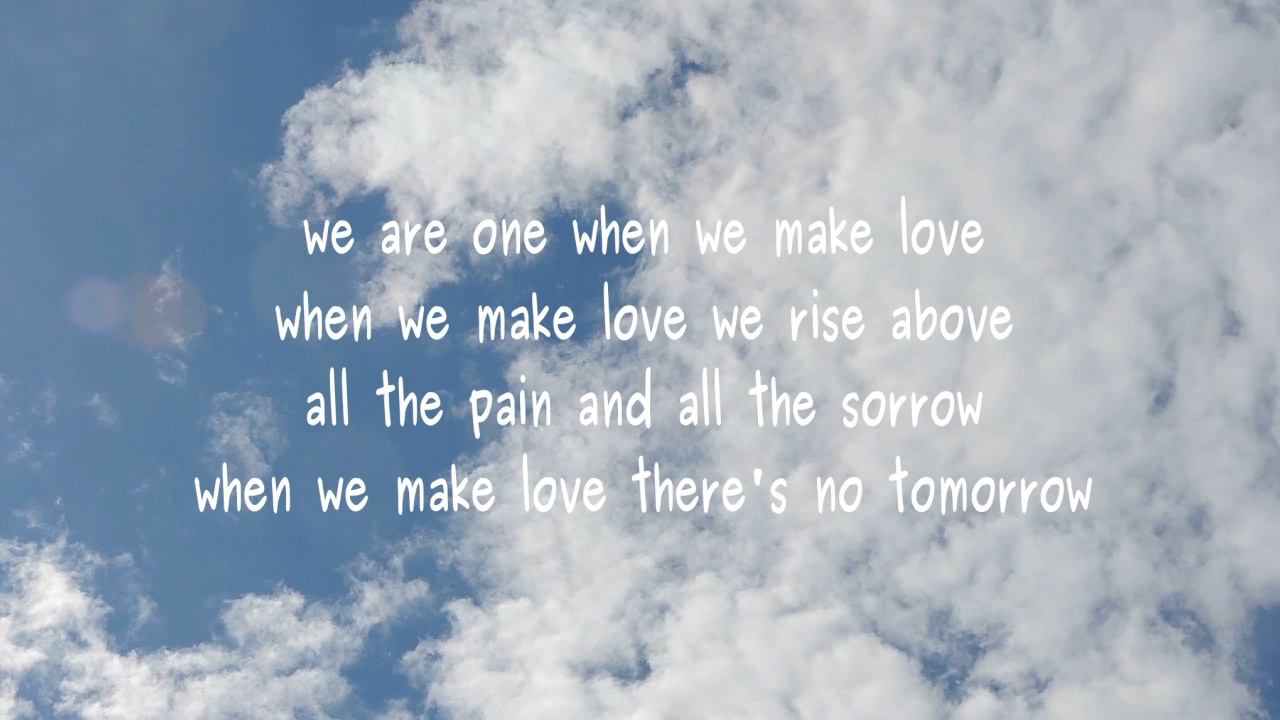 we are one when we make love
when we make love we rise above
all the pain and all the sorrow
when we make love there's no tomorrow